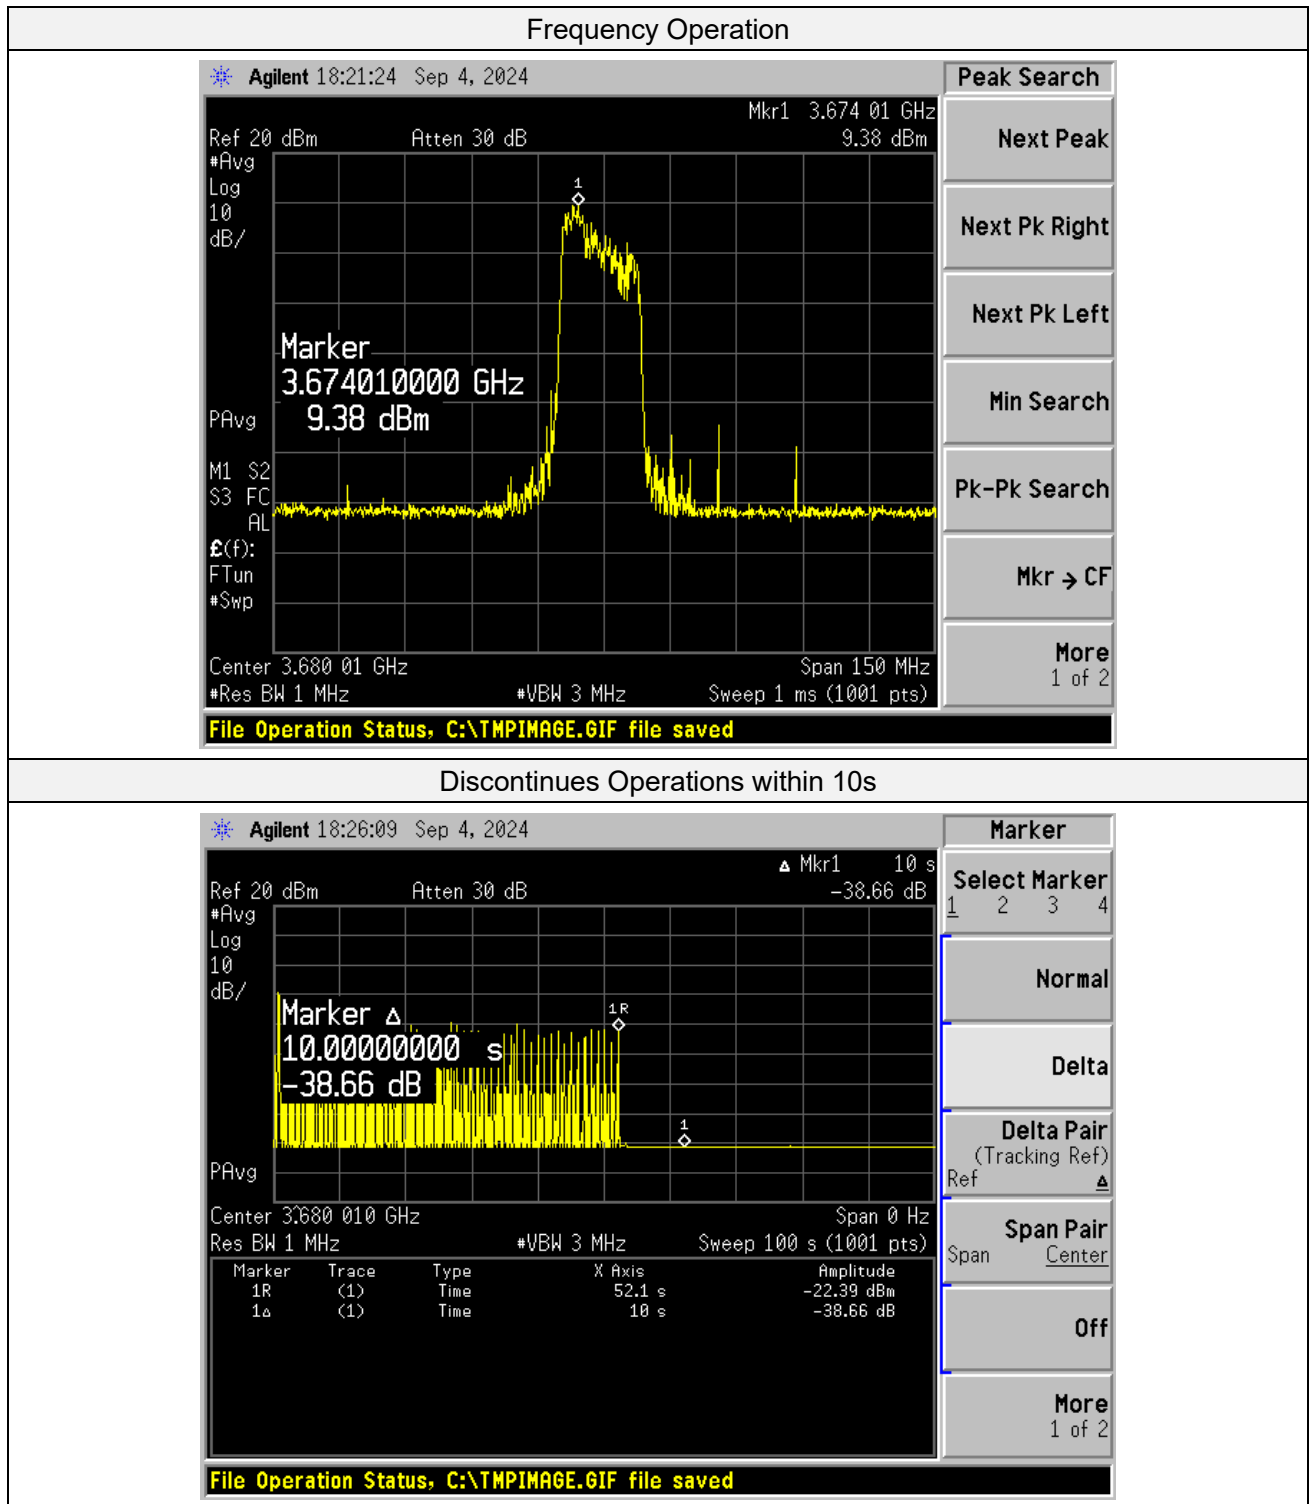 Frequency Operation
Agilent 18:21:24 Sep 4, 2024
Peak Search
Mkr1 3.674 01 GHz
Ref 20 dBm Atten 30 dB 9.38 dBm
#Avg
Log
10
dB/
1
Marker
3.674010000 GHz
9.38 dBm
PAvg
M1 S2
S3 FC
AL
£(f):
FTun
#Swp
Center 3.680 01 GHz Span 150 MHz
#Res BW 1 MHz #VBW 3 MHz Sweep 1 ms (1001 pts)
File Operation Status, C:\TMPIMAGE.GIF file saved
Next Peak
Next Pk Right
Next Pk Left
Min Search
Pk-Pk Search
Mkr → CF
More
1 of 2
Discontinues Operations within 10s
Agilent 18:26:09 Sep 4, 2024
Marker
Δ Mkr1 10 s
Ref 20 dBm Atten 30 dB -38.66 dB
#Avg
Log
10
dB/
1R
Marker Δ
10.00000000 s
-38.66 dB
1
PAvg
Center 3.680 010 GHz Span 0 Hz
Res BW 1 MHz #VBW 3 MHz Sweep 100 s (1001 pts)
Marker Trace Type X Axis Amplitude
1R (1) Time 52.1 s -22.39 dBm
1Δ (1) Time 10 s -38.66 dB
File Operation Status, C:\TMPIMAGE.GIF file saved
Select Marker
1 2 3 4
Normal
Delta
Delta Pair
(Tracking Ref)
Ref Δ
Span Pair
Span Center
Off
More
1 of 2